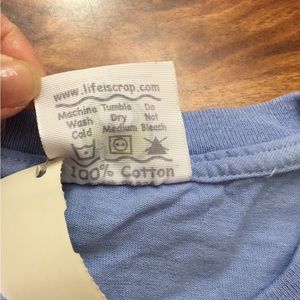 www.lifeiscrap.com
Machine Tumble Do
Wash Dry Not
Cold Medium Bleach
100% Cotton